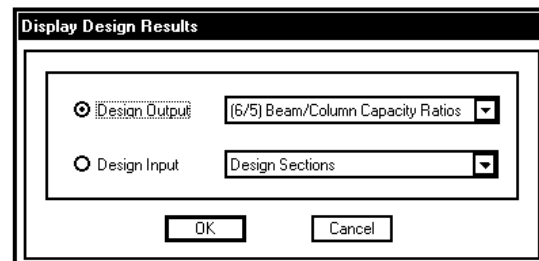 Display Design Results
Design Output (6/5) Beam/Column Capacity Ratios
Design Input Design Sections
OK Cancel